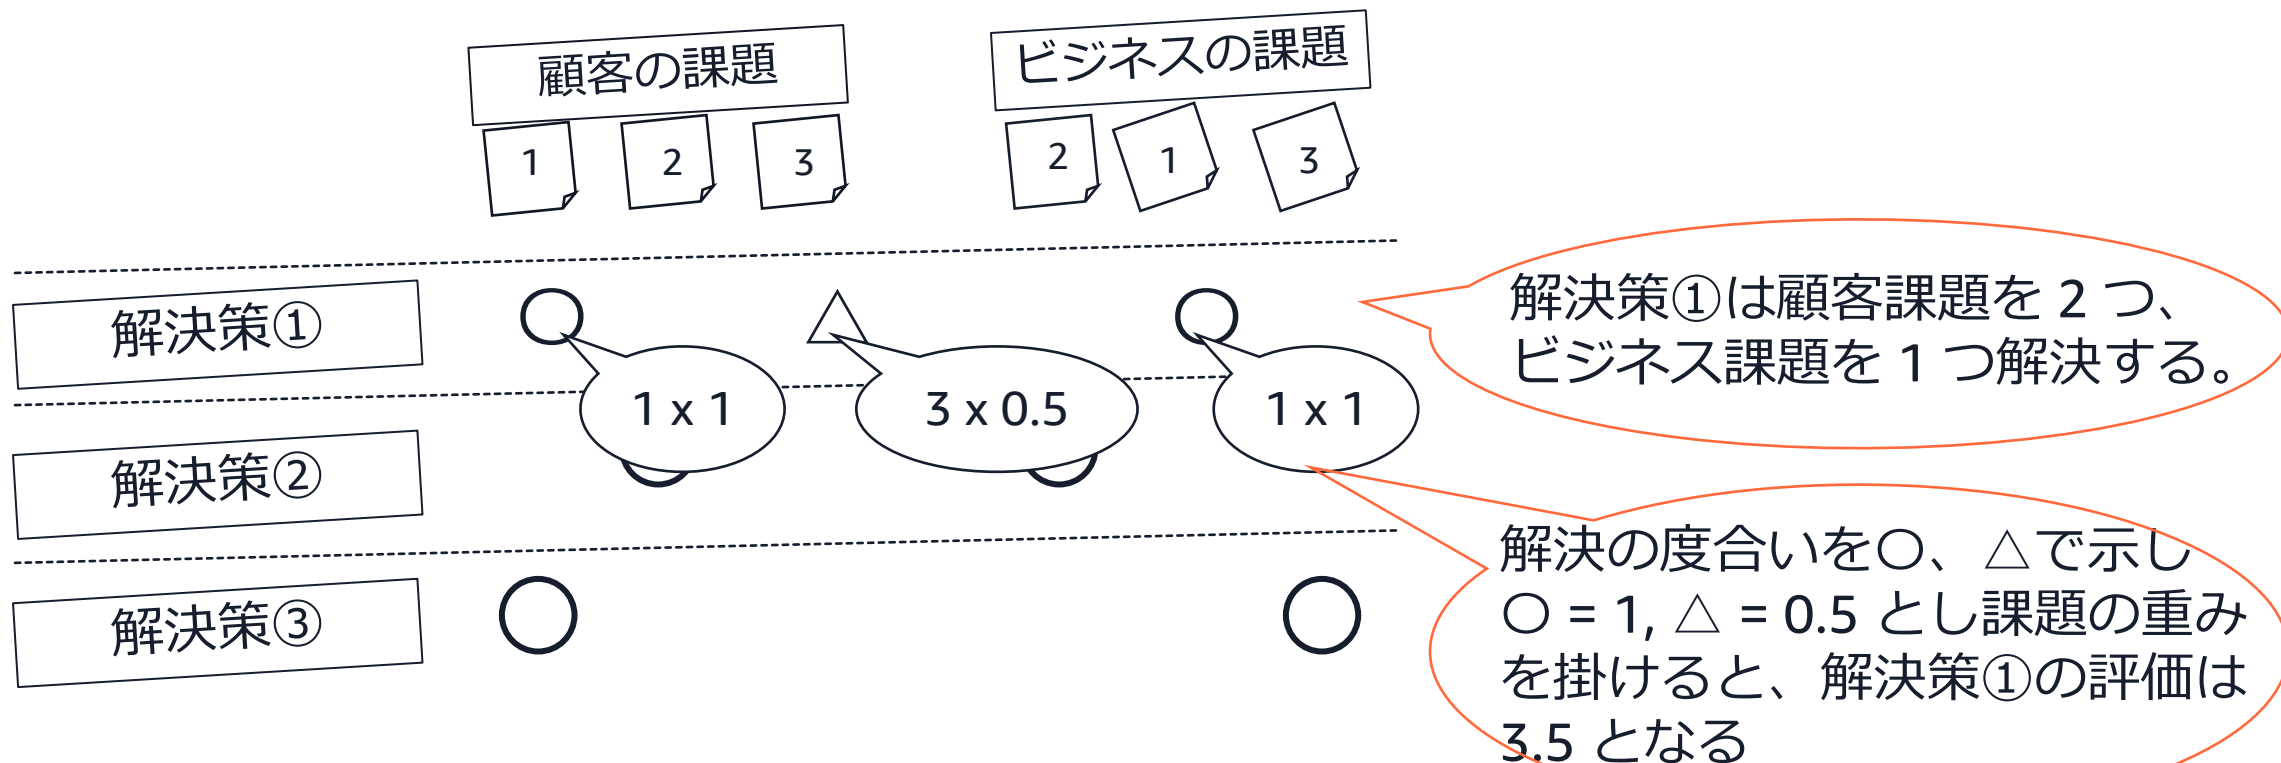 顧客の課題
ビジネスの課題
1
2
3
2
1
3
解決策①
解決策①は顧客課題を 2 つ、
ビジネス課題を 1 つ解決する。
1 x 1
3 x 0.5
1 x 1
解決策②
解決の度合いを〇、△で示し
〇 = 1, △ = 0.5 とし課題の重み
を掛けると、解決策①の評価は
3.5 となる
解決策③